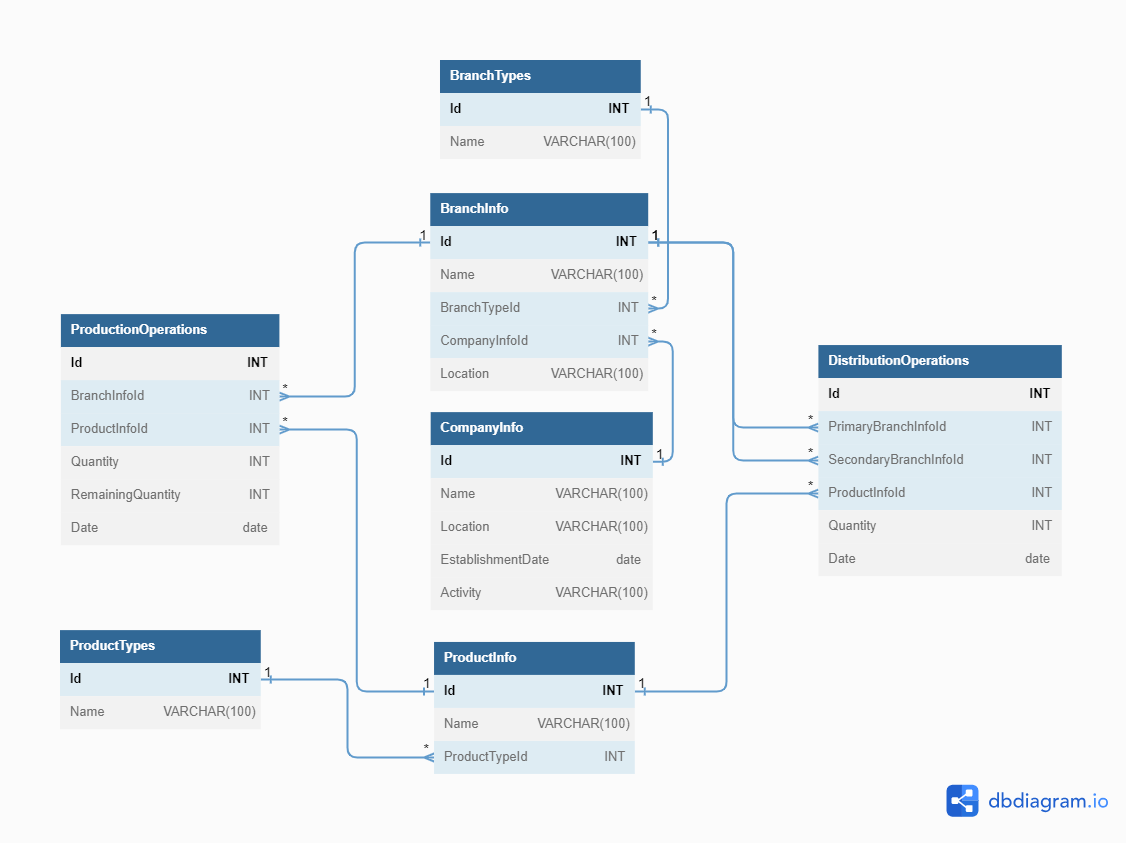 BranchTypes
Id INT
Name VARCHAR(100)
1
BranchInfo
1 Id INT 1
Name VARCHAR(100)
BranchTypeId INT *
CompanyInfoId INT *
Location VARCHAR(100)
ProductionOperations
Id INT
BranchInfoId INT *
ProductInfoId INT *
Quantity INT
RemainingQuantity INT
Date date
DistributionOperations
Id INT
* PrimaryBranchInfoId INT
* SecondaryBranchInfoId INT
* ProductInfoId INT
Quantity INT
Date date
CompanyInfo
Id INT 1
Name VARCHAR(100)
Location VARCHAR(100)
EstablishmentDate date
Activity VARCHAR(100)
ProductTypes
Id INT 1
Name VARCHAR(100)
ProductInfo
1 Id INT 1
Name VARCHAR(100)
* ProductTypeId INT
dbdiagram.io